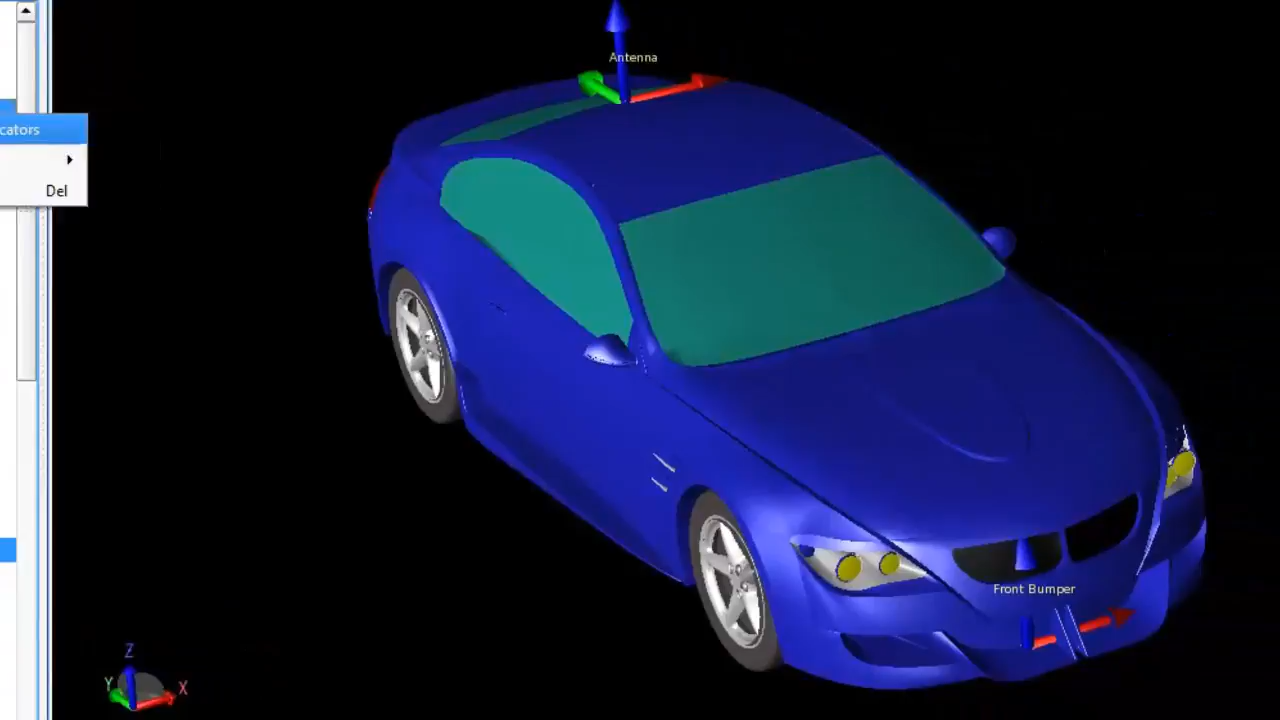 Antenna
cators
Del
Front Bumper
Z
Y
X